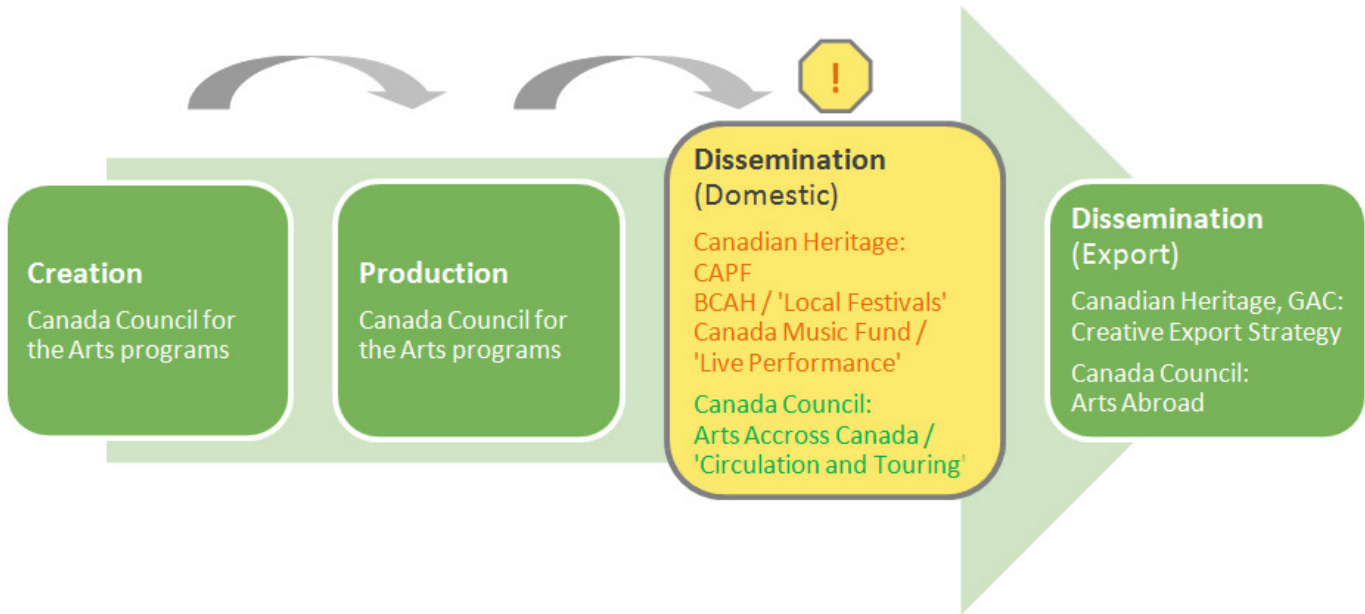 !
Creation
Canada Council for
the Arts programs
Production
Canada Council for
the Arts programs
Dissemination
(Domestic)
Canadian Heritage:
CAPF
BCAH / 'Local Festivals'
Canada Music Fund /
'Live Performance'
Canada Council:
Arts Accross Canada /
'Circulation and Touring'
Dissemination
(Export)
Canadian Heritage, GAC:
Creative Export Strategy
Canada Council:
Arts Abroad